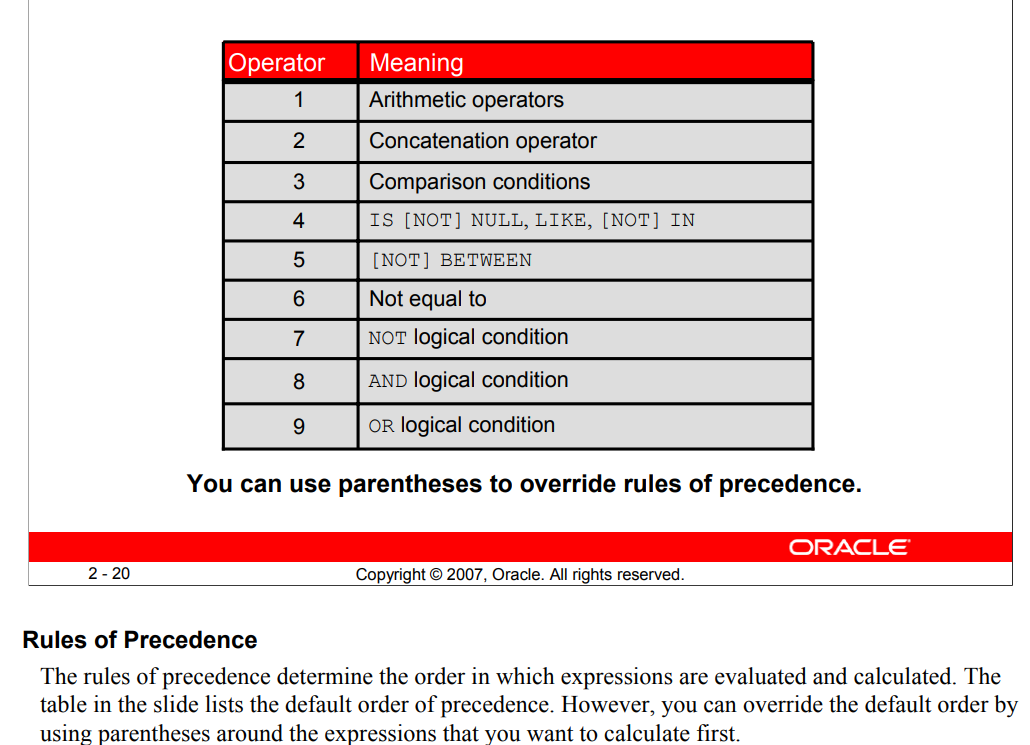 Operator Meaning
1 Arithmetic operators
2 Concatenation operator
3 Comparison conditions
4 IS [NOT] NULL, LIKE, [NOT] IN
5 [NOT] BETWEEN
6 Not equal to
7 NOT logical condition
8 AND logical condition
9 OR logical condition
You can use parentheses to override rules of precedence.
ORACLE
2 - 20 Copyright © 2007, Oracle. All rights reserved.
Rules of Precedence
The rules of precedence determine the order in which expressions are evaluated and calculated. The
table in the slide lists the default order of precedence. However, you can override the default order by
using parentheses around the expressions that you want to calculate first.